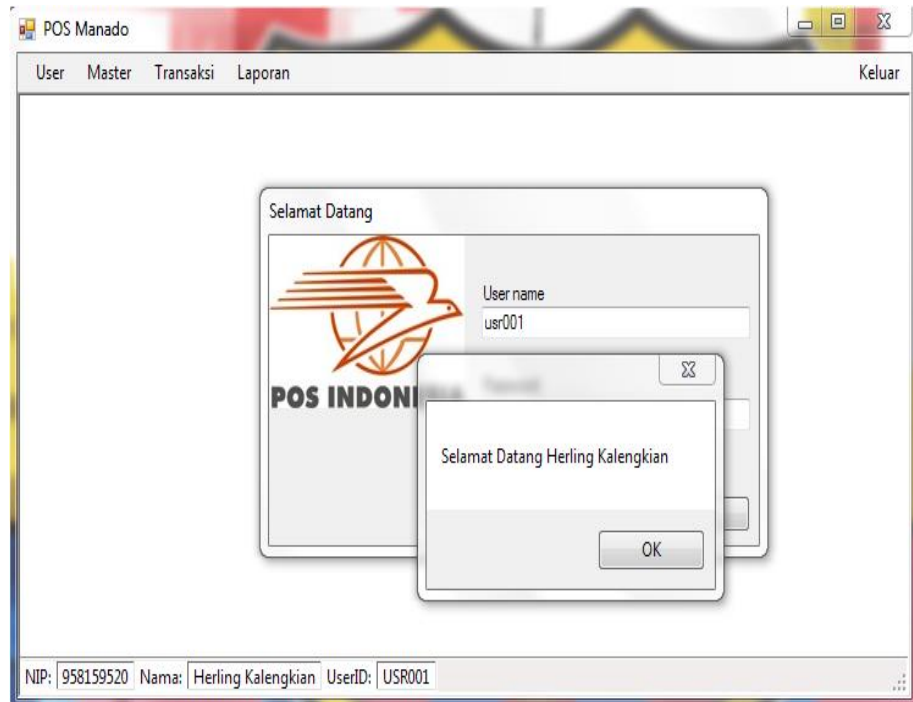 POS Manado
User Master Transaksi Laporan Keluar
Selamat Datang
User name
usr001
POS INDON
Selamat Datang Herling Kalengkian
OK
NIP: 958159520 Nama: Herling Kalengkian UserID: USR001